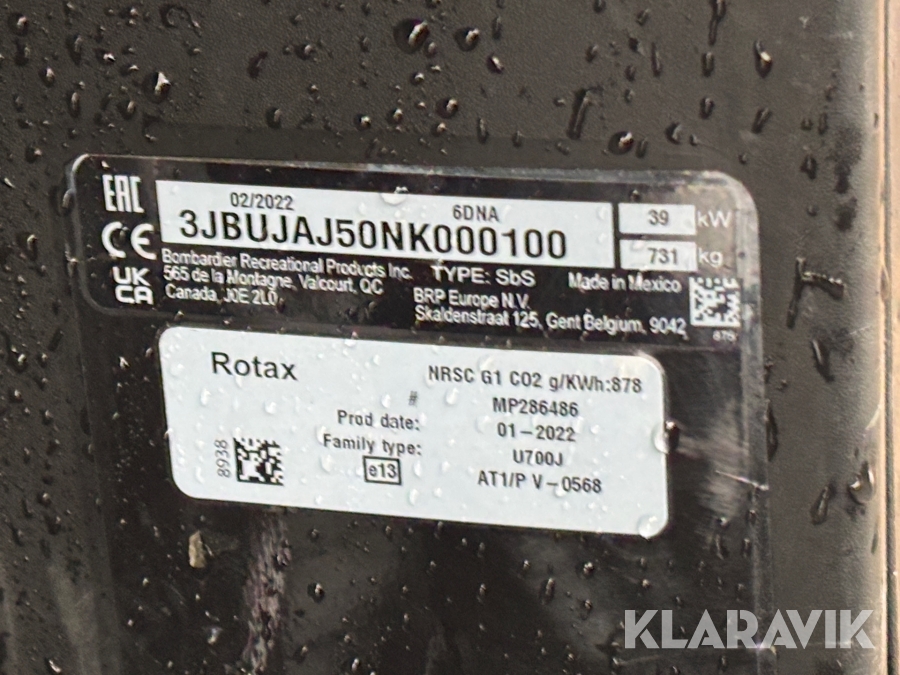 EAC
02/2022 6DNA 39 kW
3JBUJAJ50NK000100 731 kg
CE
Bombardier Recreational Products Inc. TYPE: SbS Made in Mexico
565 de la Montagne, Valcourt, QC
Canada, J0E 2L0
UK
CA
BRP Europe N.V.
Skaldenstraat 125, Gent Belgium, 9042
Rotax NRSC G1 CO2 g/KWh:878
# MP286486
Prod date: 01-2022
Family type: U700J
e13 AT1/P V-0568
8938
KLARAVIK